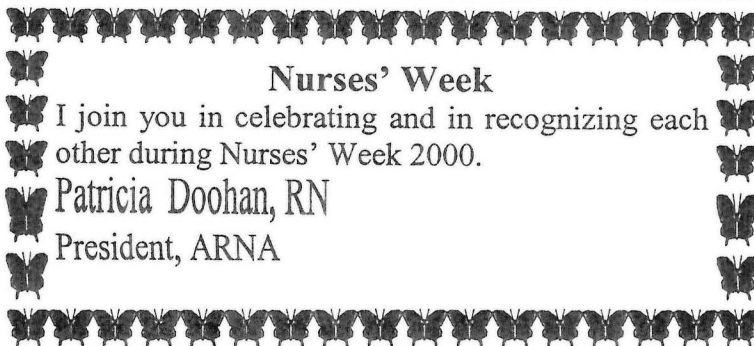 Nurses' Week
I join you in celebrating and in recognizing each
other during Nurses' Week 2000.
Patricia Doohan, RN
President, ARNA